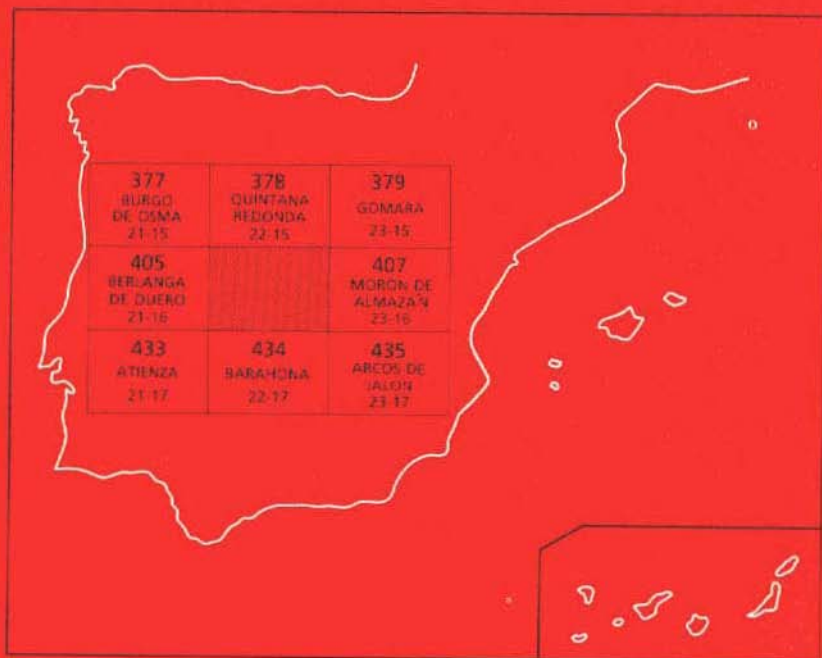 377
BURGO
DE OSMA
21-15
378
QUINTANA
REDONDA
22-15
379
GOMARA
23-15
405
BERLANGA
DE DUERO
21-16
407
MORON DE
ALMAZAN
23-16
433
ATIENZA
21-17
434
BARAHONA
22-17
435
ARCOS DE
JALON
23-17